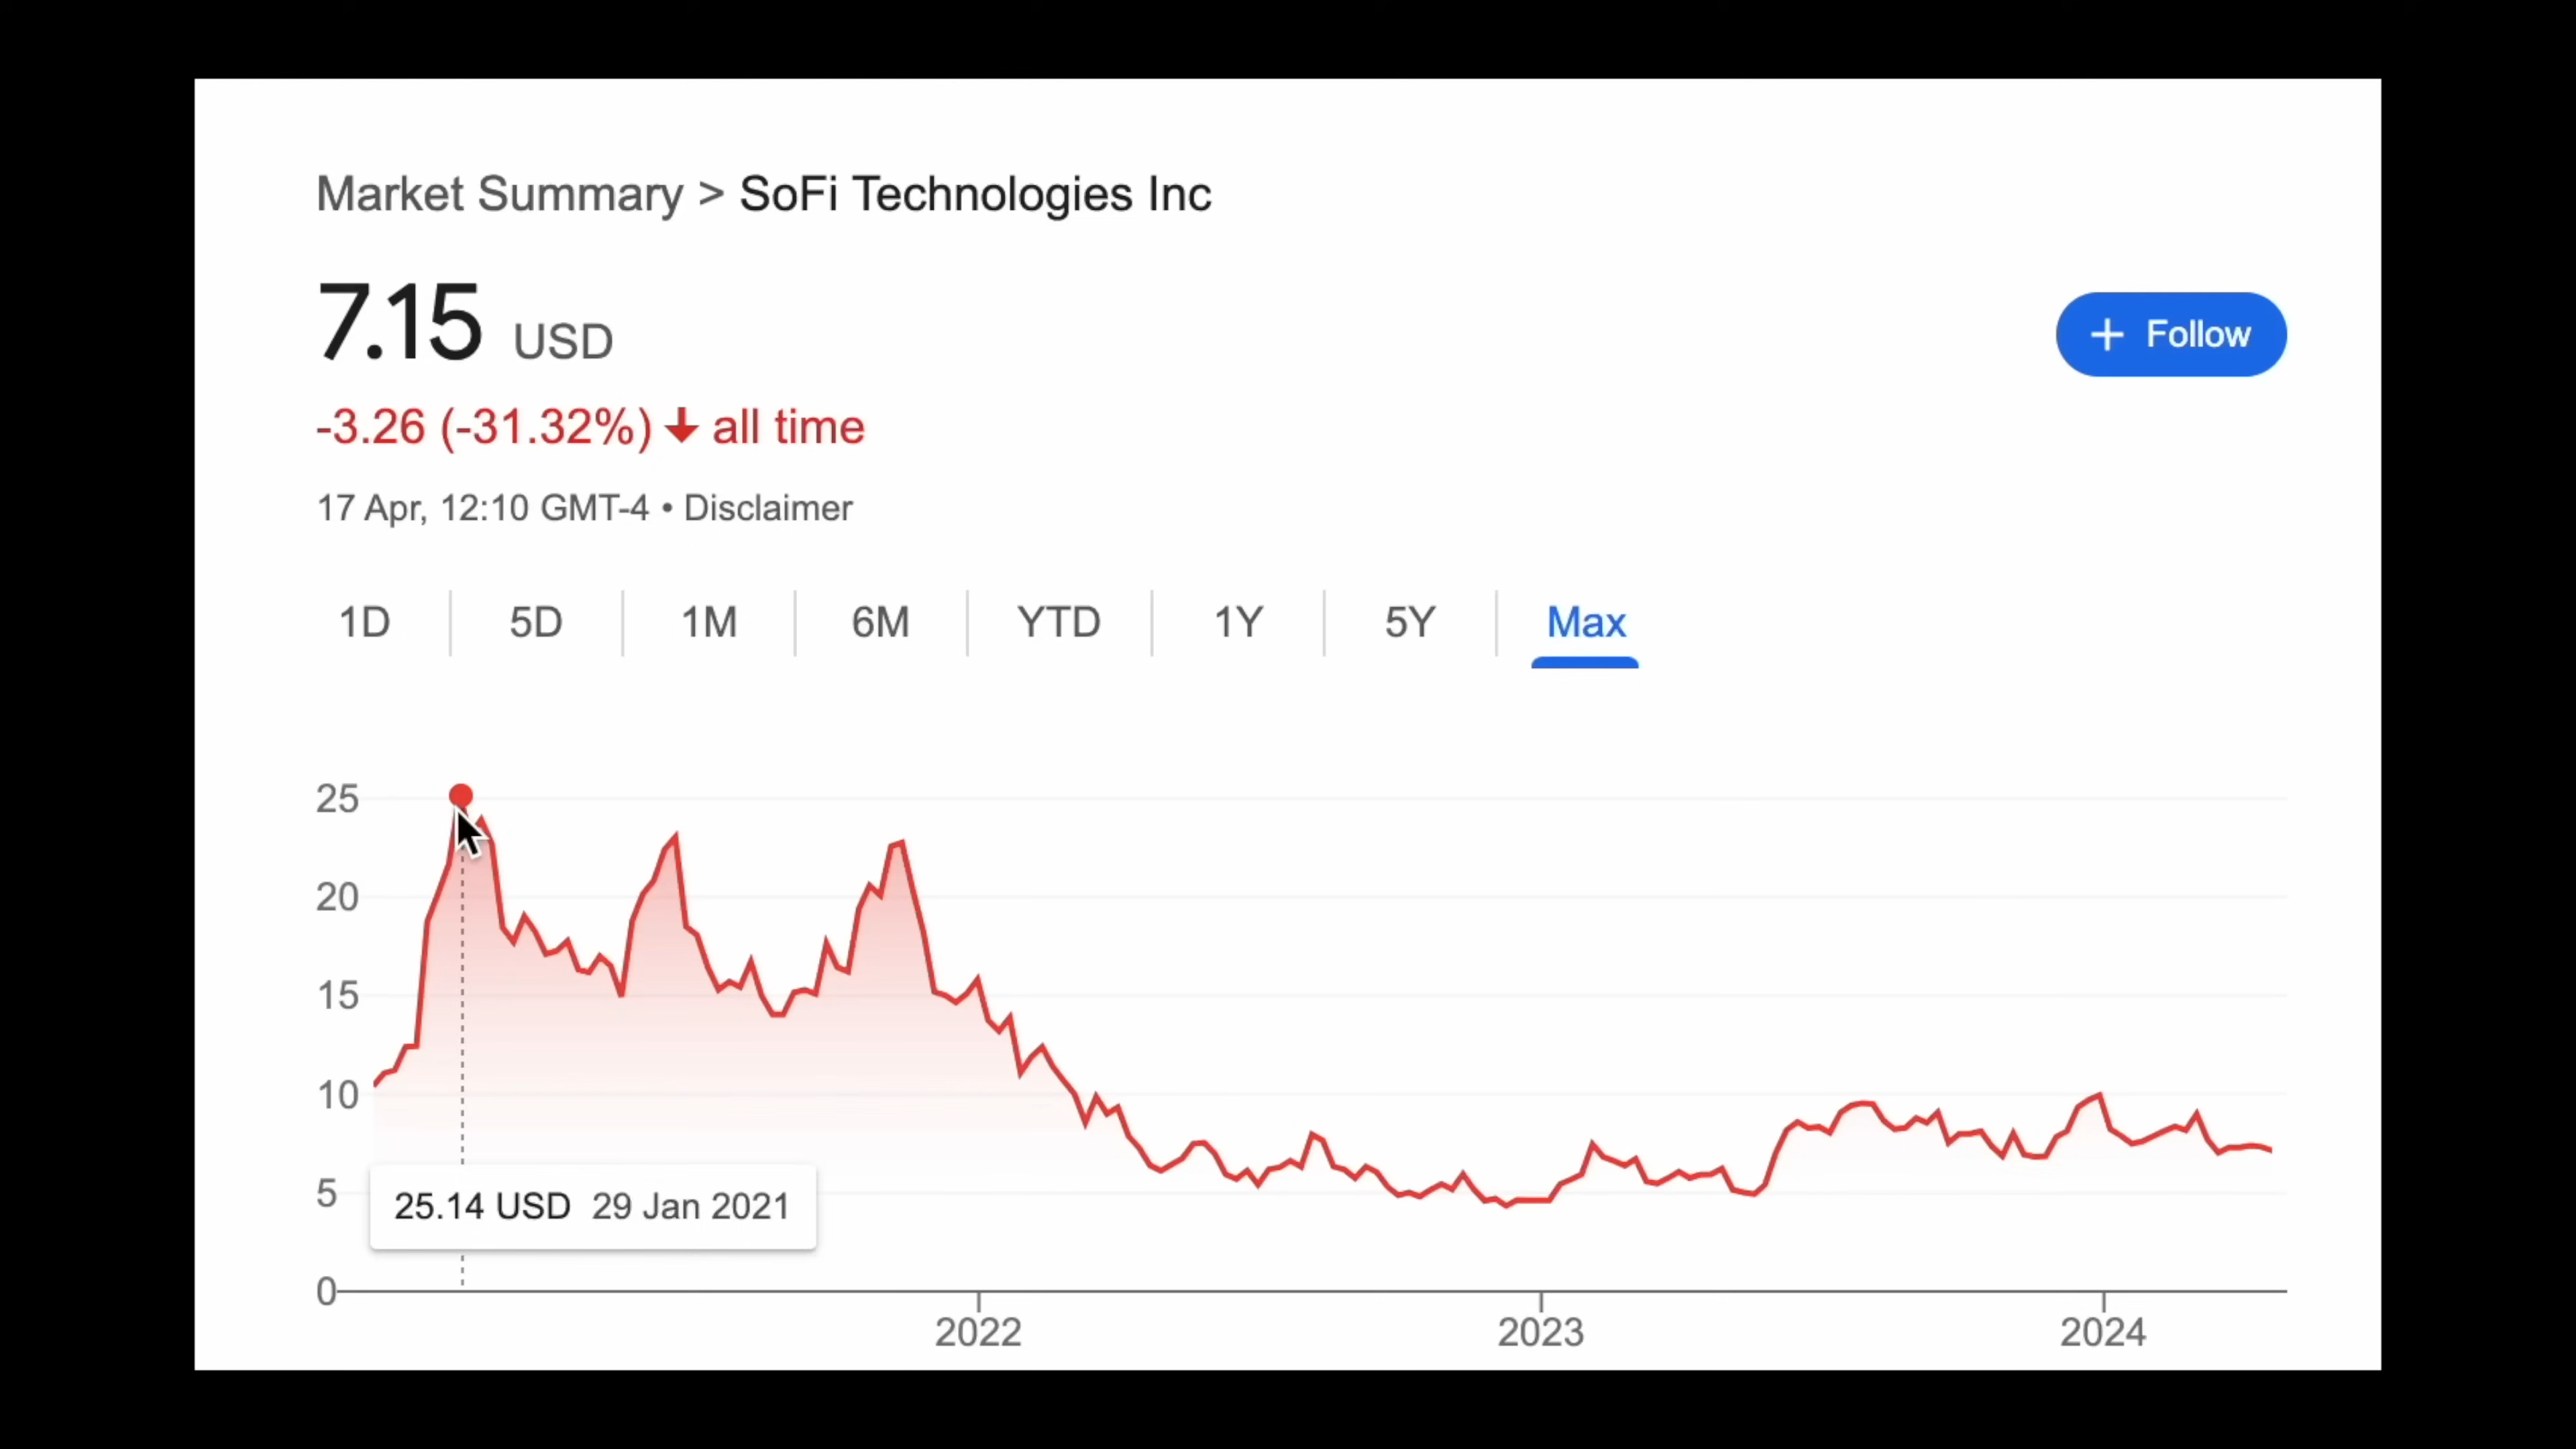 Market Summary > SoFi Technologies Inc
7.15 USD
+ Follow
-3.26 (-31.32%) ↓ all time
17 Apr, 12:10 GMT-4 • Disclaimer
1D 5D 1M 6M YTD 1Y 5Y Max
25
20
15
10
5
25.14 USD 29 Jan 2021
0
2022 2023 2024